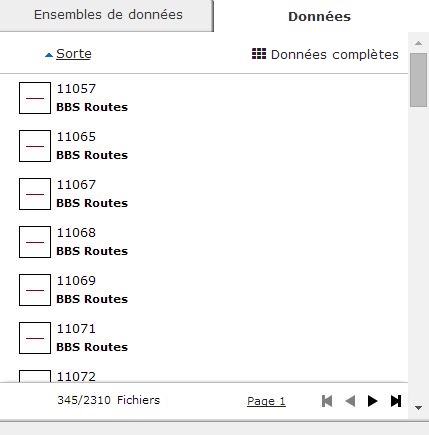 Ensembles de données
Données
Sorte
Données complètes
11057
BBS Routes
11065
BBS Routes
11067
BBS Routes
11068
BBS Routes
11069
BBS Routes
11071
BBS Routes
11072
345/2310 Fichiers
Page 1